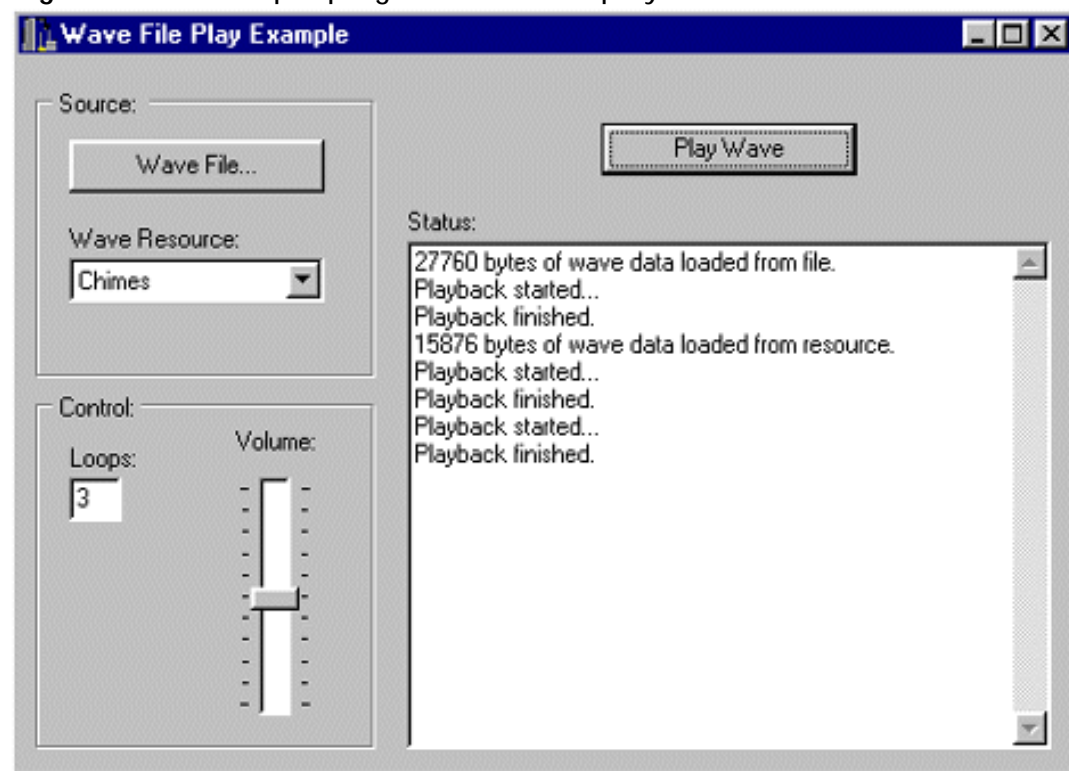 Wave File Play Example
Source:
Wave File...
Wave Resource:
Chimes
Control:
Loops:
3
Volume:
Play Wave
Status:
27760 bytes of wave data loaded from file.
Playback started...
Playback finished.
15876 bytes of wave data loaded from resource.
Playback started...
Playback finished.
Playback started...
Playback finished.